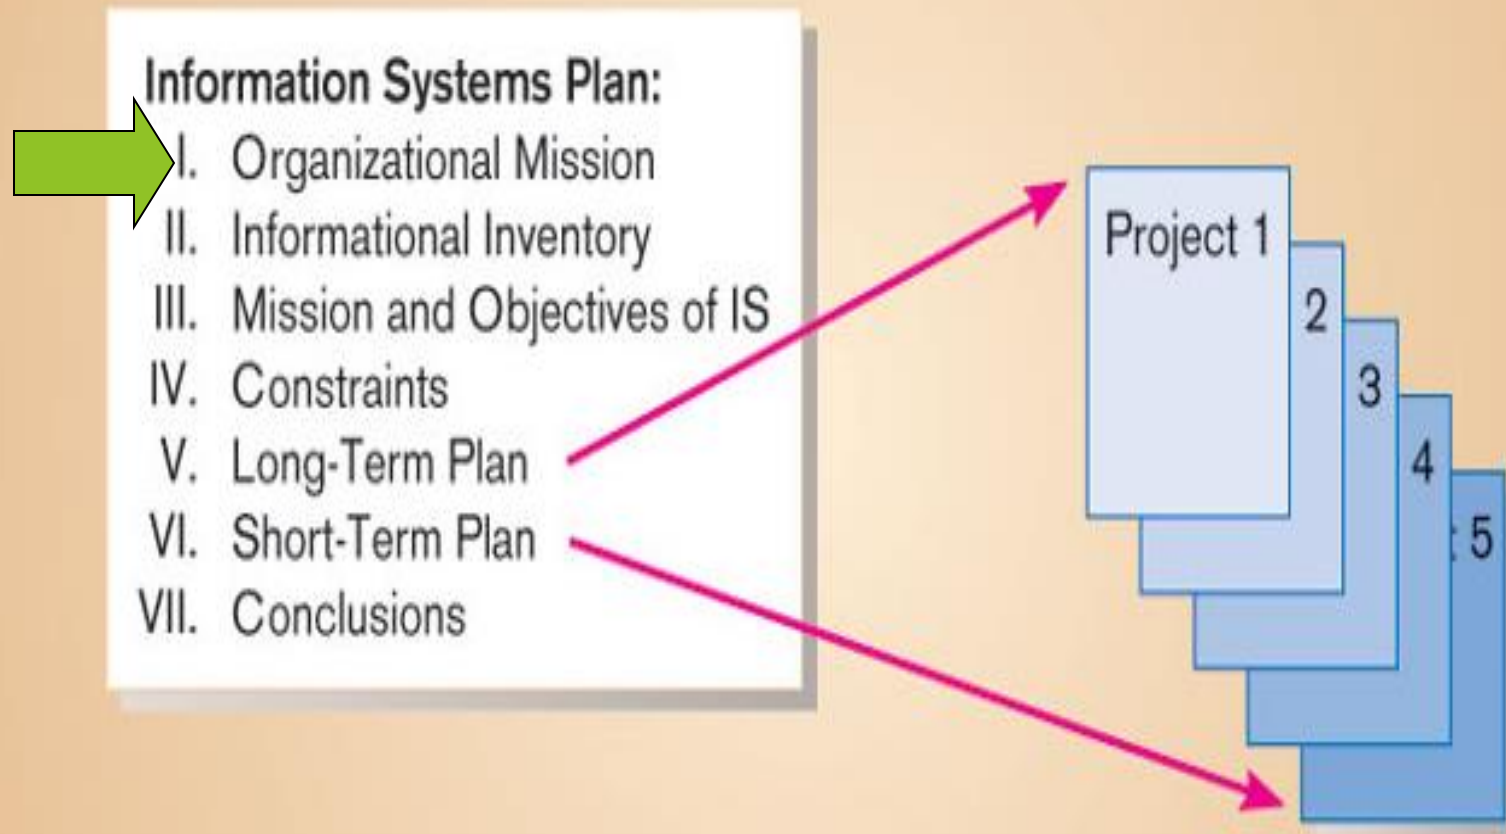 Information Systems Plan:
I. Organizational Mission
II. Informational Inventory
III. Mission and Objectives of IS
IV. Constraints
V. Long-Term Plan
VI. Short-Term Plan
VII. Conclusions
Project 1
2
3
4
5